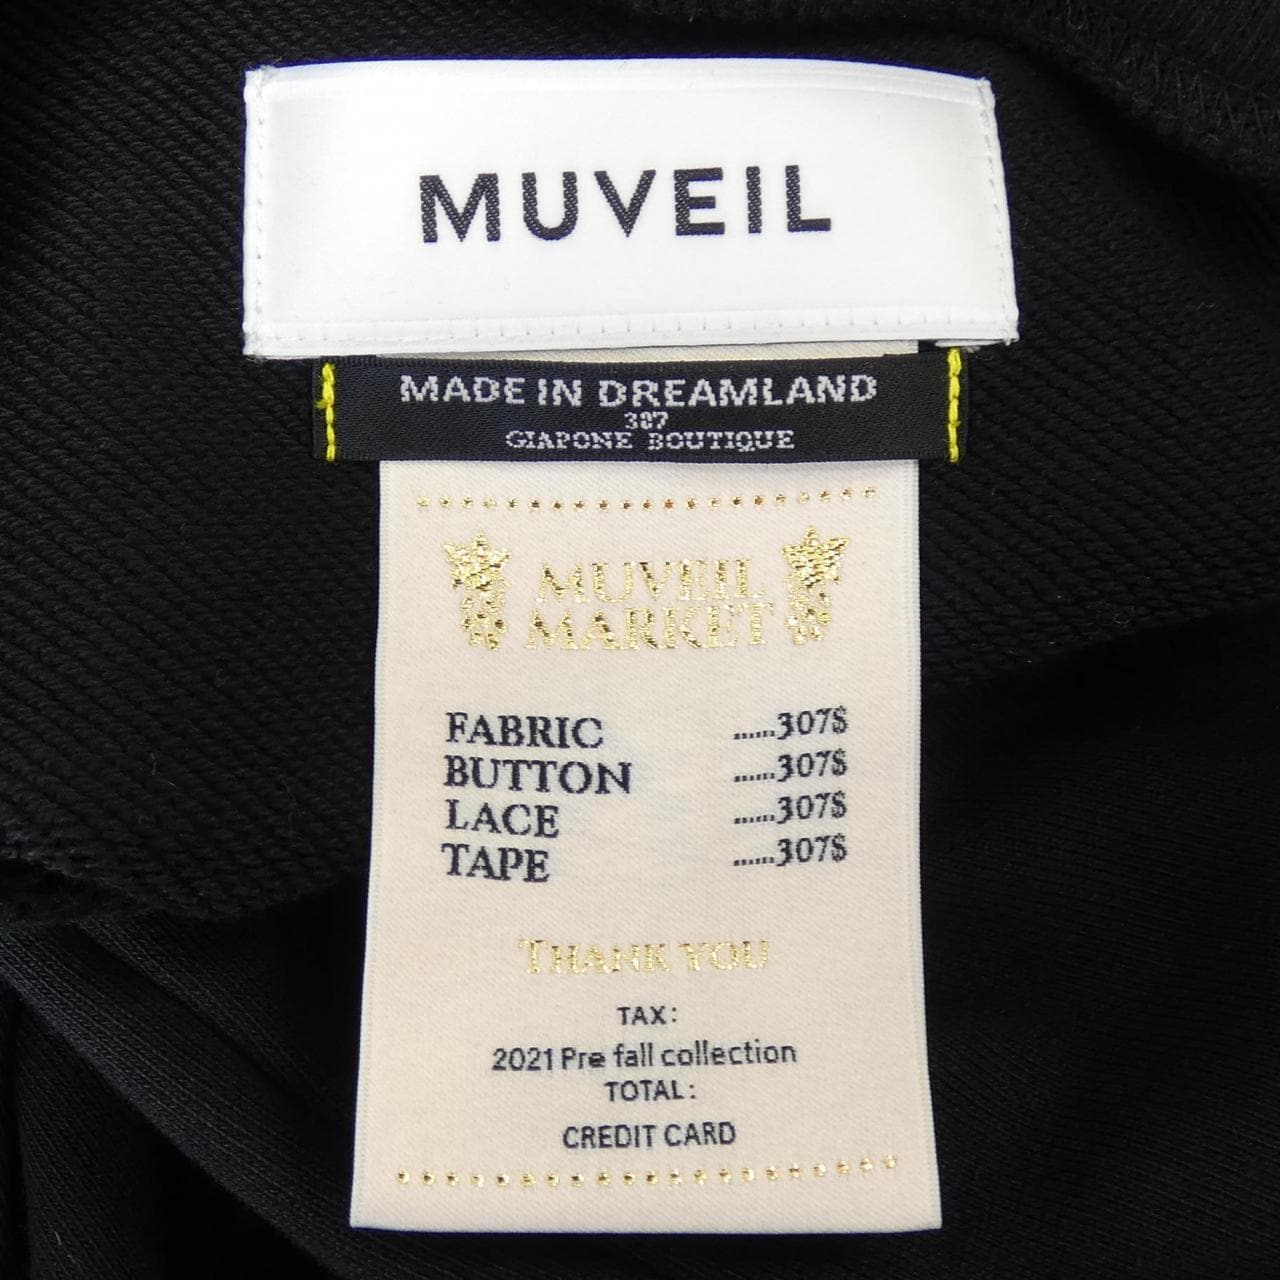 MUVEIL
MADE IN DREAMLAND
307
GIAPONE BOUTIQUE
MUVEIL
MARKET
FABRIC ......307$
BUTTON ......307$
LACE ......307$
TAPE ......307$
THANK YOU
TAX:
2021 Pre fall collection
TOTAL:
CREDIT CARD